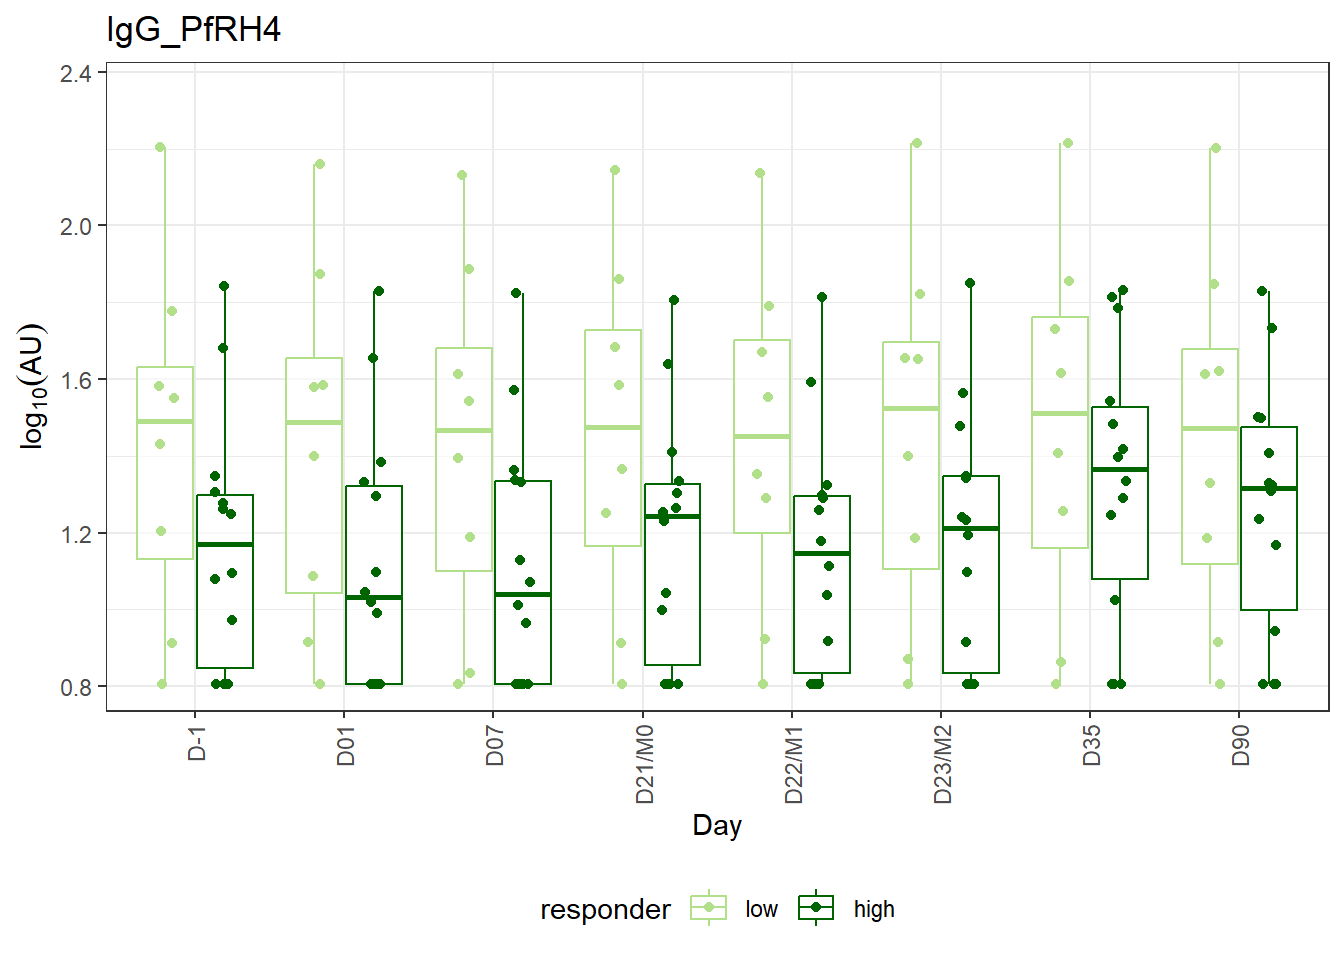 IgG_PfRH4
log10(AU)
2.4
2.0
1.6
1.2
0.8
D-1
D01
D07
D21/M0
D22/M1
D23/M2
D35
D90
Day
responder low high